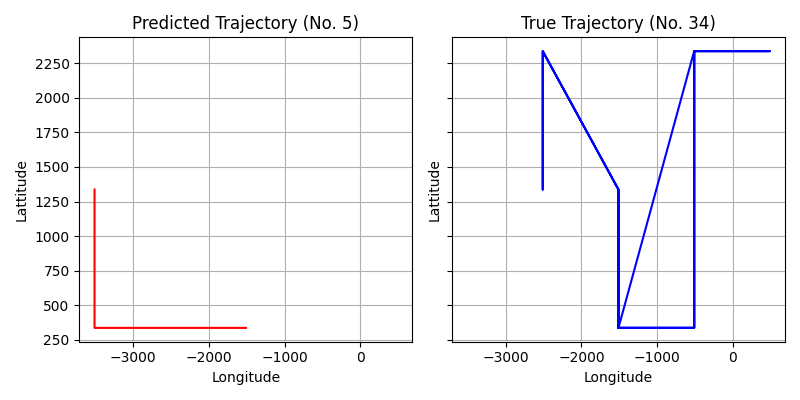 Predicted Trajectory (No. 5)
True Trajectory (No. 34)
Lattitude
2250
2000
1750
1500
1250
1000
750
500
250
−3000
−2000
−1000
0
Longitude
Lattitude
−3000
−2000
−1000
0
Longitude